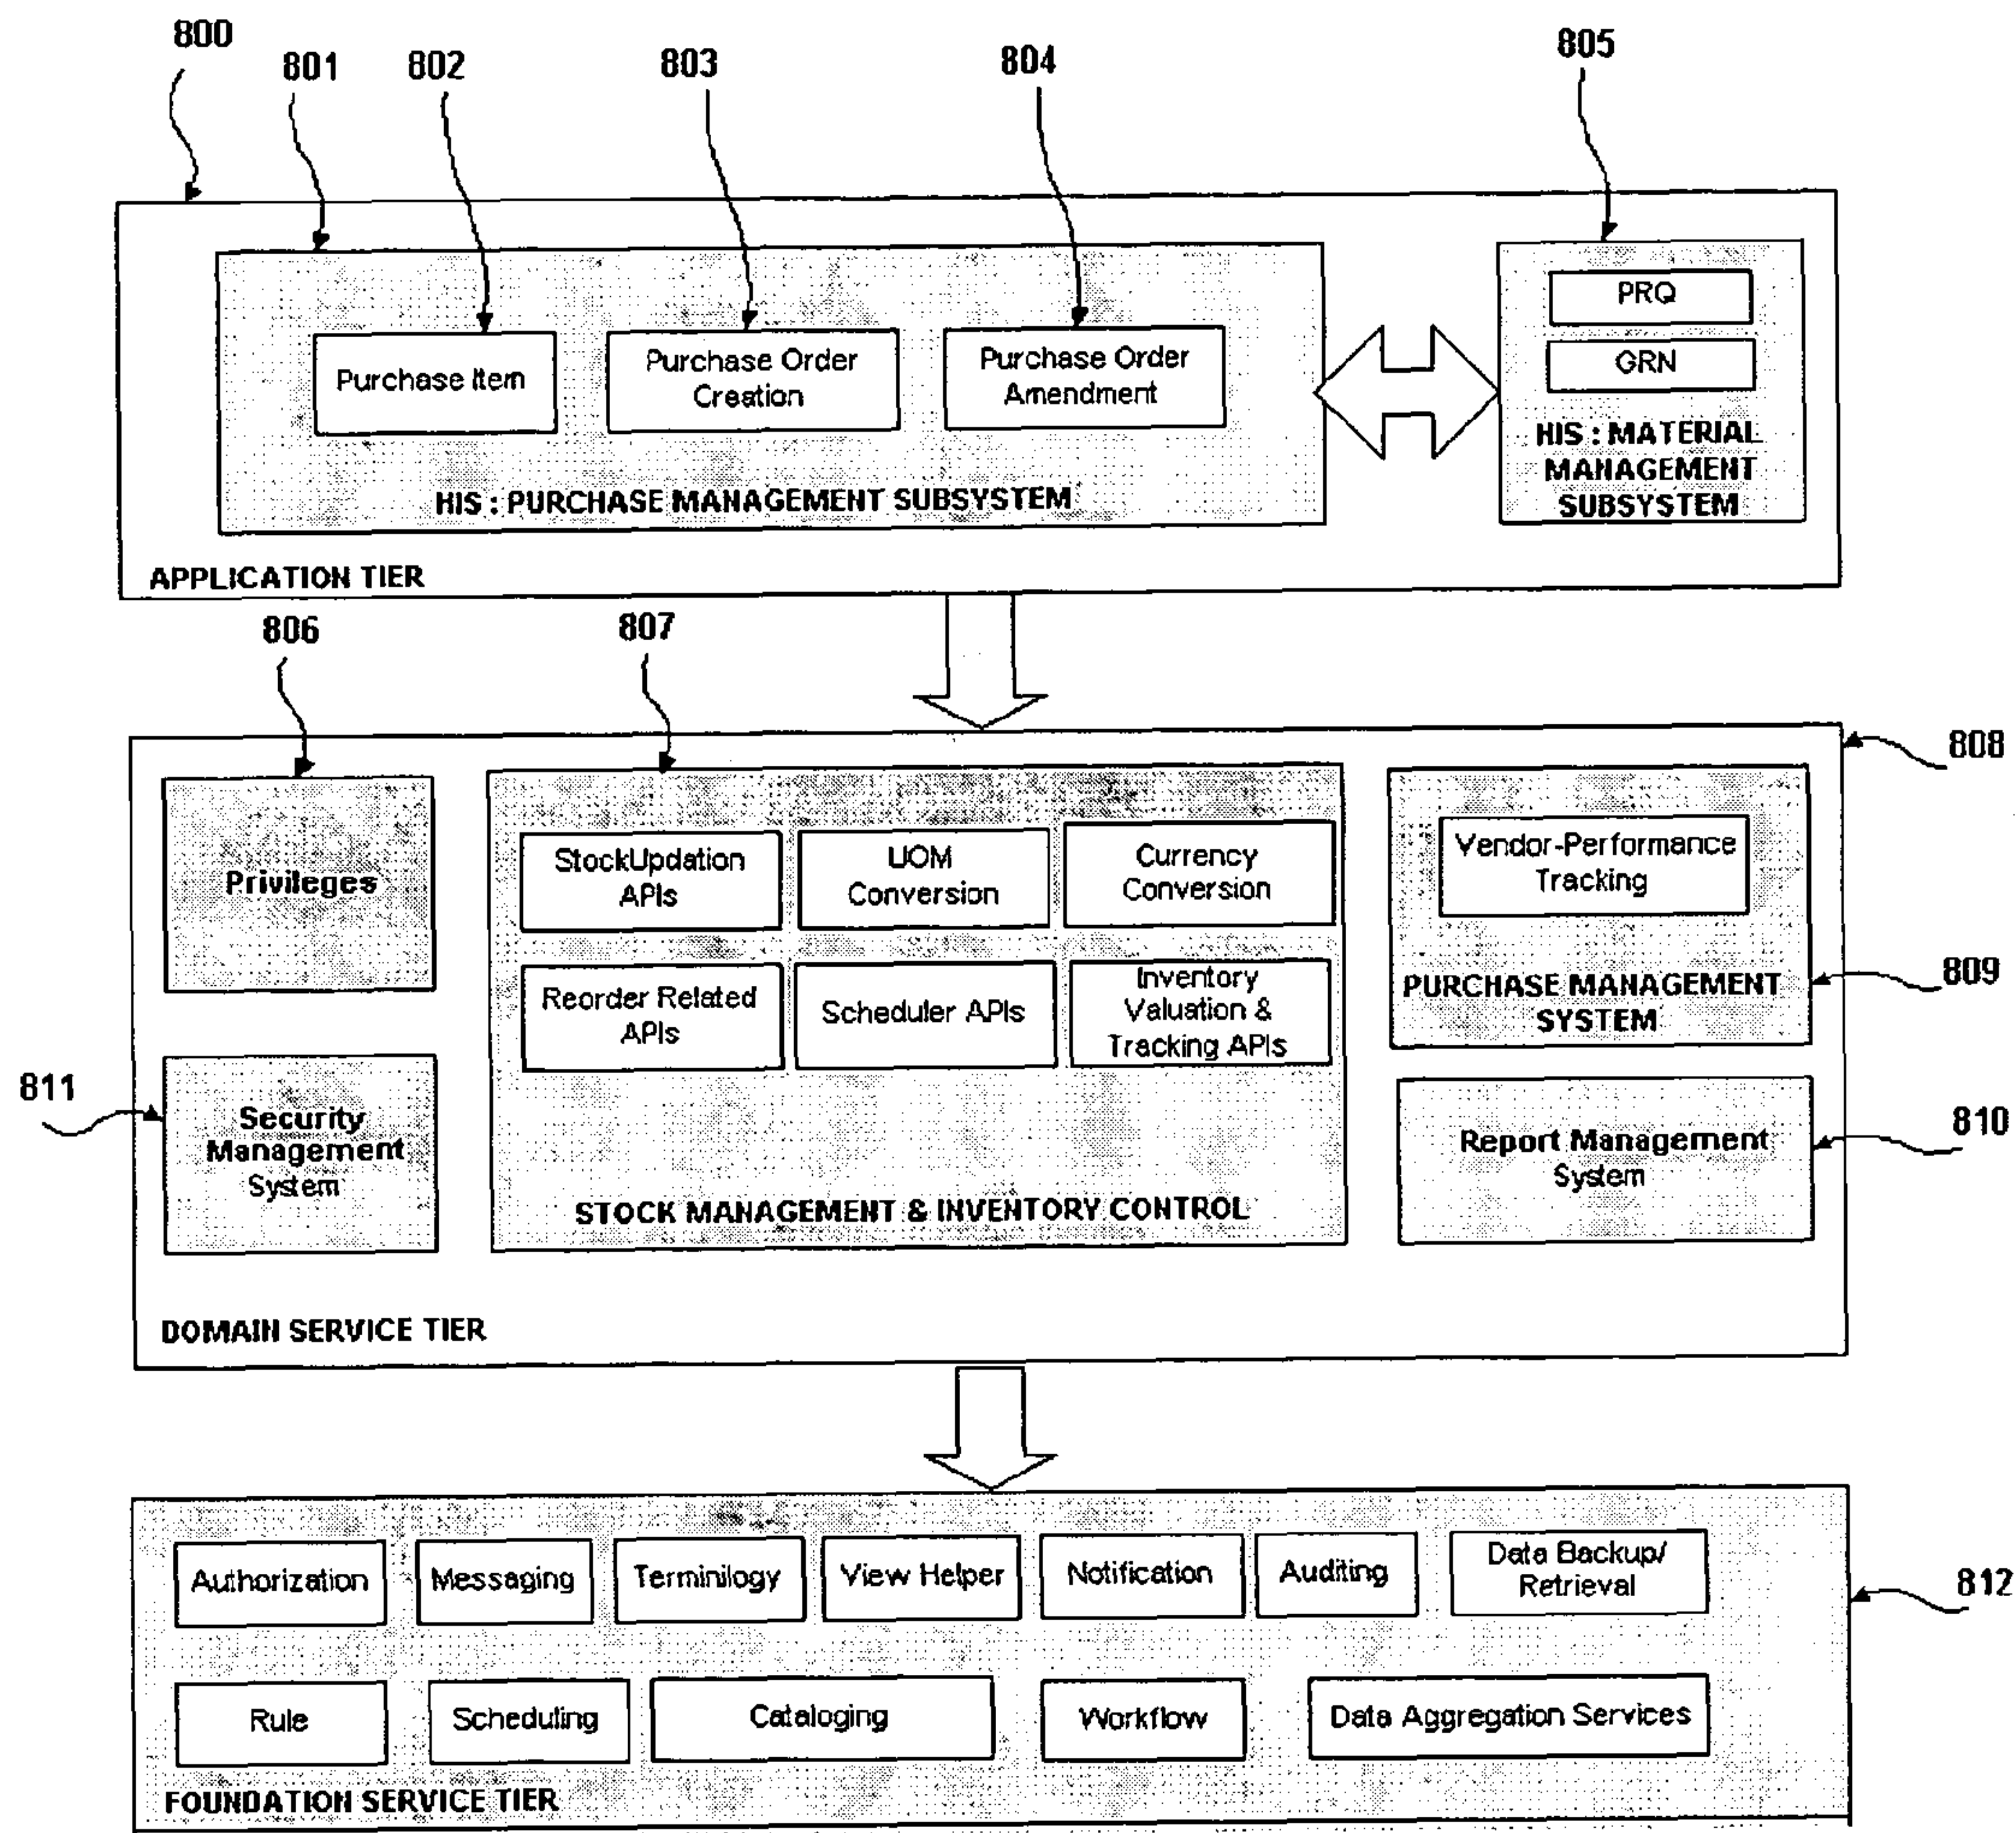 800
801
802
803
804
805
Purchase Item
Purchase Order
Creation
Purchase Order
Amendment
HIS : PURCHASE MANAGEMENT SUBSYSTEM
PRQ
GRN
HIS : MATERIAL
MANAGEMENT
SUBSYSTEM
APPLICATION TIER
806
807
808
Privileges
StockUpdation
APIs
UOM
Conversion
Currency
Conversion
Reorder Related
APIs
Scheduler APIs
Inventory
Valuation &
Tracking APIs
STOCK MANAGEMENT & INVENTORY CONTROL
Vendor-Performance
Tracking
PURCHASE MANAGEMENT
SYSTEM
809
811
Security
Management
System
Report Management
System
810
DOMAIN SERVICE TIER
Authorization
Messaging
Terminilogy
View Helper
Notification
Auditing
Data Backup/
Retrieval
812
Rule
Scheduling
Cataloging
Workflow
Data Aggregation Services
FOUNDATION SERVICE TIER